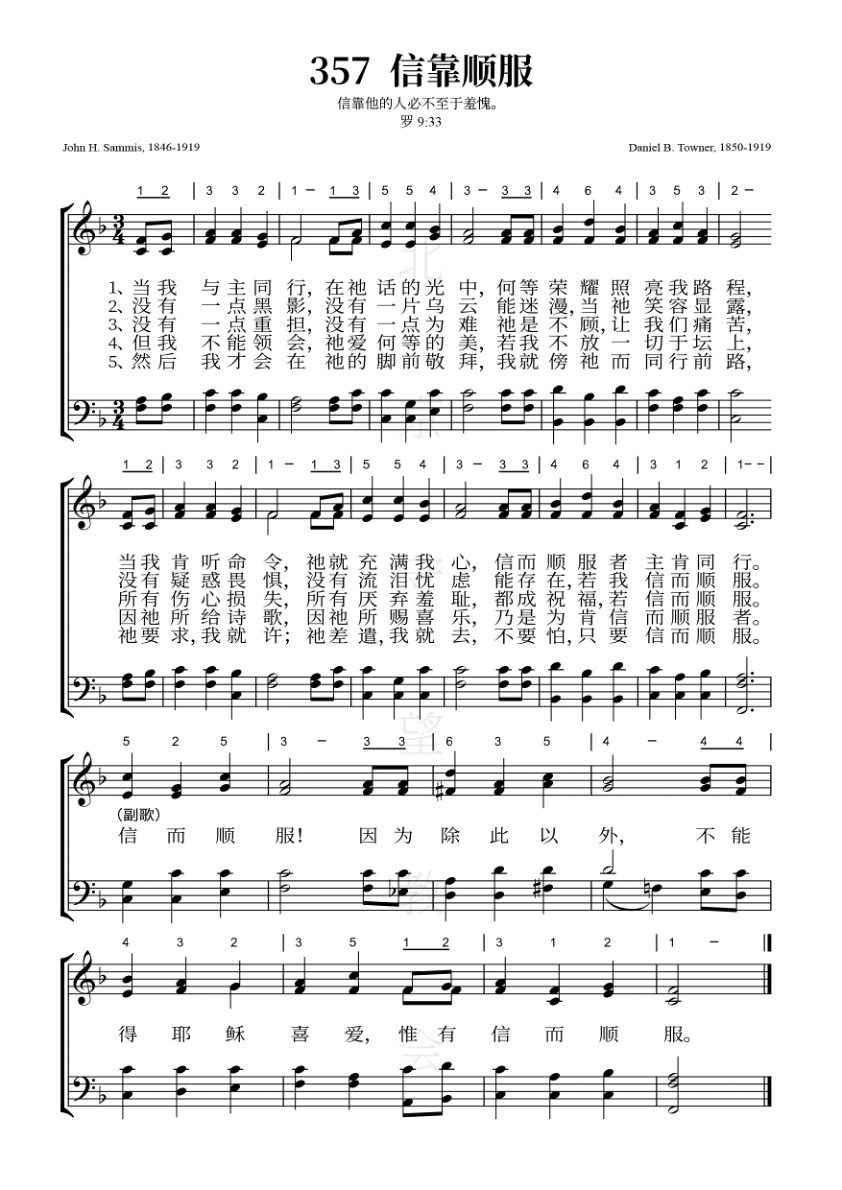 357 信靠顺服
信靠他的人必不至于羞愧。
罗 9:33
John H. Sammis, 1846-1919
Daniel B. Towner, 1850-1919
1 2 | 3 3 2 | 1 – 1 3 | 5 5 4 | 3 – 3 3 | 4 6 4 | 3 5 3 | 2 –
3 4
1、当我 与主同行，在祂话的光中，何等荣耀照亮我路程，
2、没有 一点黑影，没有一片乌云能迷漫，当祂笑容显露，
3、没有 一点重担，没有一点为难祂是不顾，让我们痛苦，
4、但我 不能领会，祂爱何等的美，若我不放一切于坛上，
5、然后 我才会在祂的脚前敬拜，我就傍祂而同行前路，
3 4
1 2 | 3 3 2 | 1 – 1 3 | 5 5 4 | 3 – 3 3 | 4 6 4 | 3 1 2 | 1 – –
当我肯听命令，祂就充满我心，信而顺服者主肯同行。
没有疑惑畏惧，没有流泪忧虑能存在，若我信而顺服。
所有伤心损失，所有厌弃羞耻，都成祝福，若信而顺服。
因祂所给诗歌，因祂所赐喜乐，乃是为肯信而顺服者。
祂要求，我就许；祂差遣，我就去，不要怕，只要信而顺服。
5 2 5 | 3 – 3 3 | 6 3 5 | 4 – 4 4 |
（副歌）
信而顺服！因为除此以外，不能
4 3 2 | 3 5 1 2 | 3 1 2 | 1 –
得耶稣喜爱，惟有信而顺服。
北
京
守
望
教
会